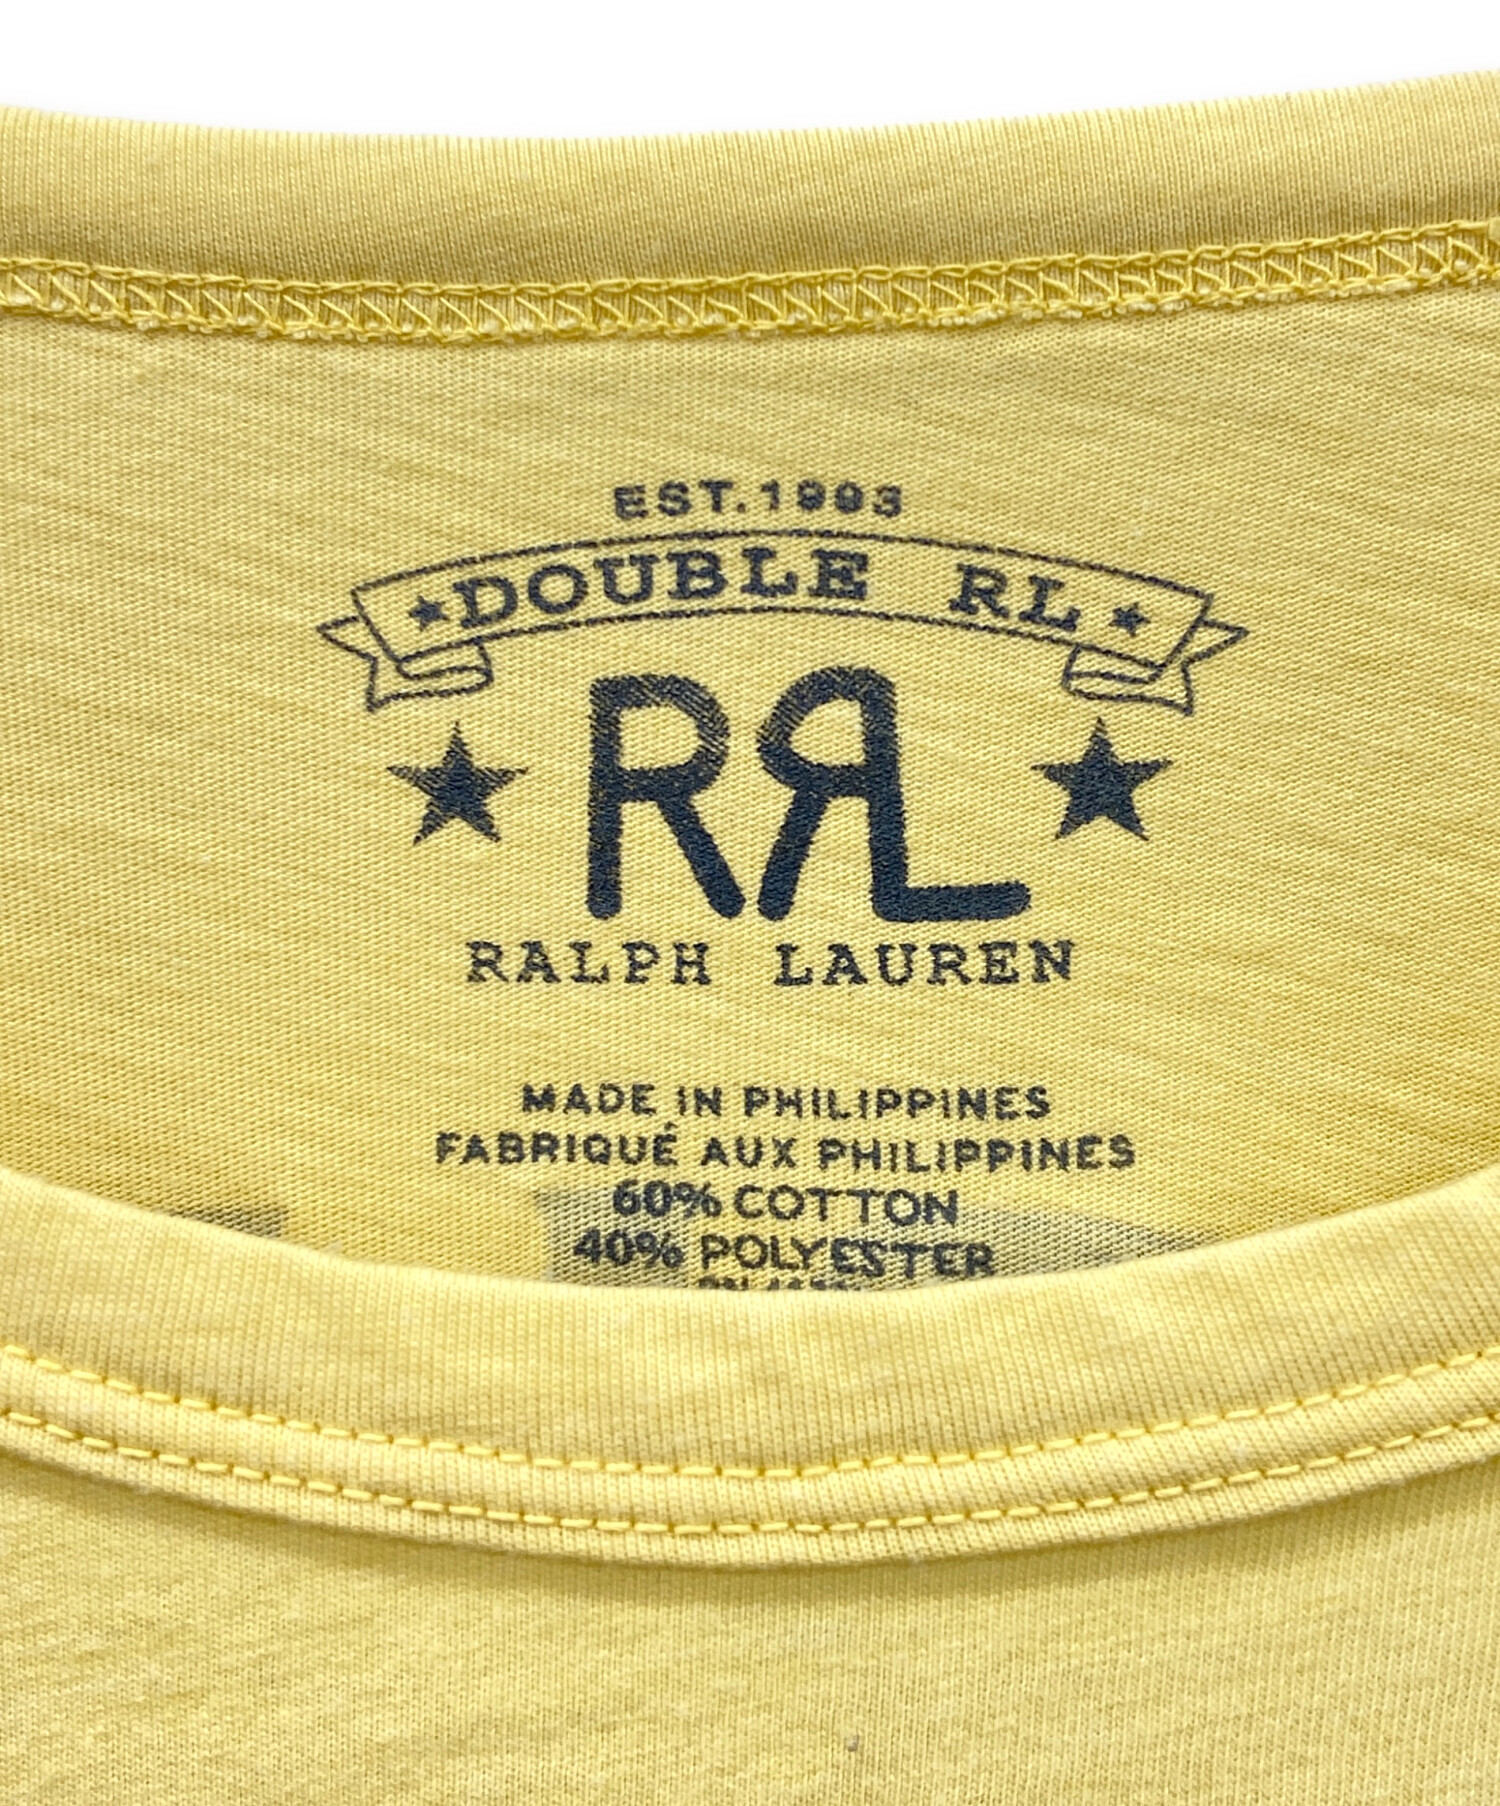 EST.1993
★DOUBLE RL★
RRL
RALPH LAUREN
MADE IN PHILIPPINES
FABRIQUÉ AUX PHILIPPINES
60% COTTON
40% POLYESTER